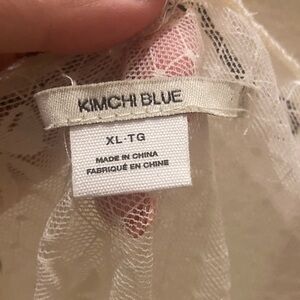 KIMCHI BLUE
XL-TG
MADE IN CHINA
FABRIQUÉ EN CHINE